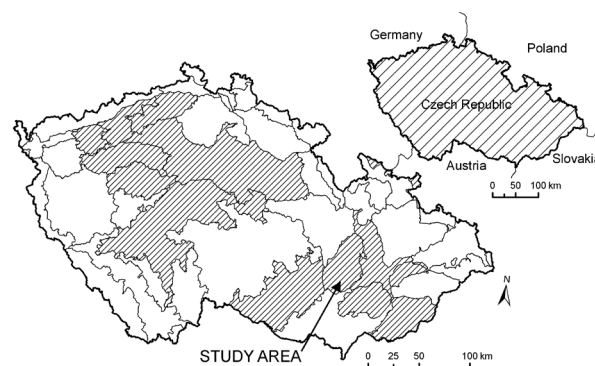 Germany
Poland
Czech Republic
Austria
Slovakia
0 50 100 km
N
STUDY AREA
0 25 50 100 km